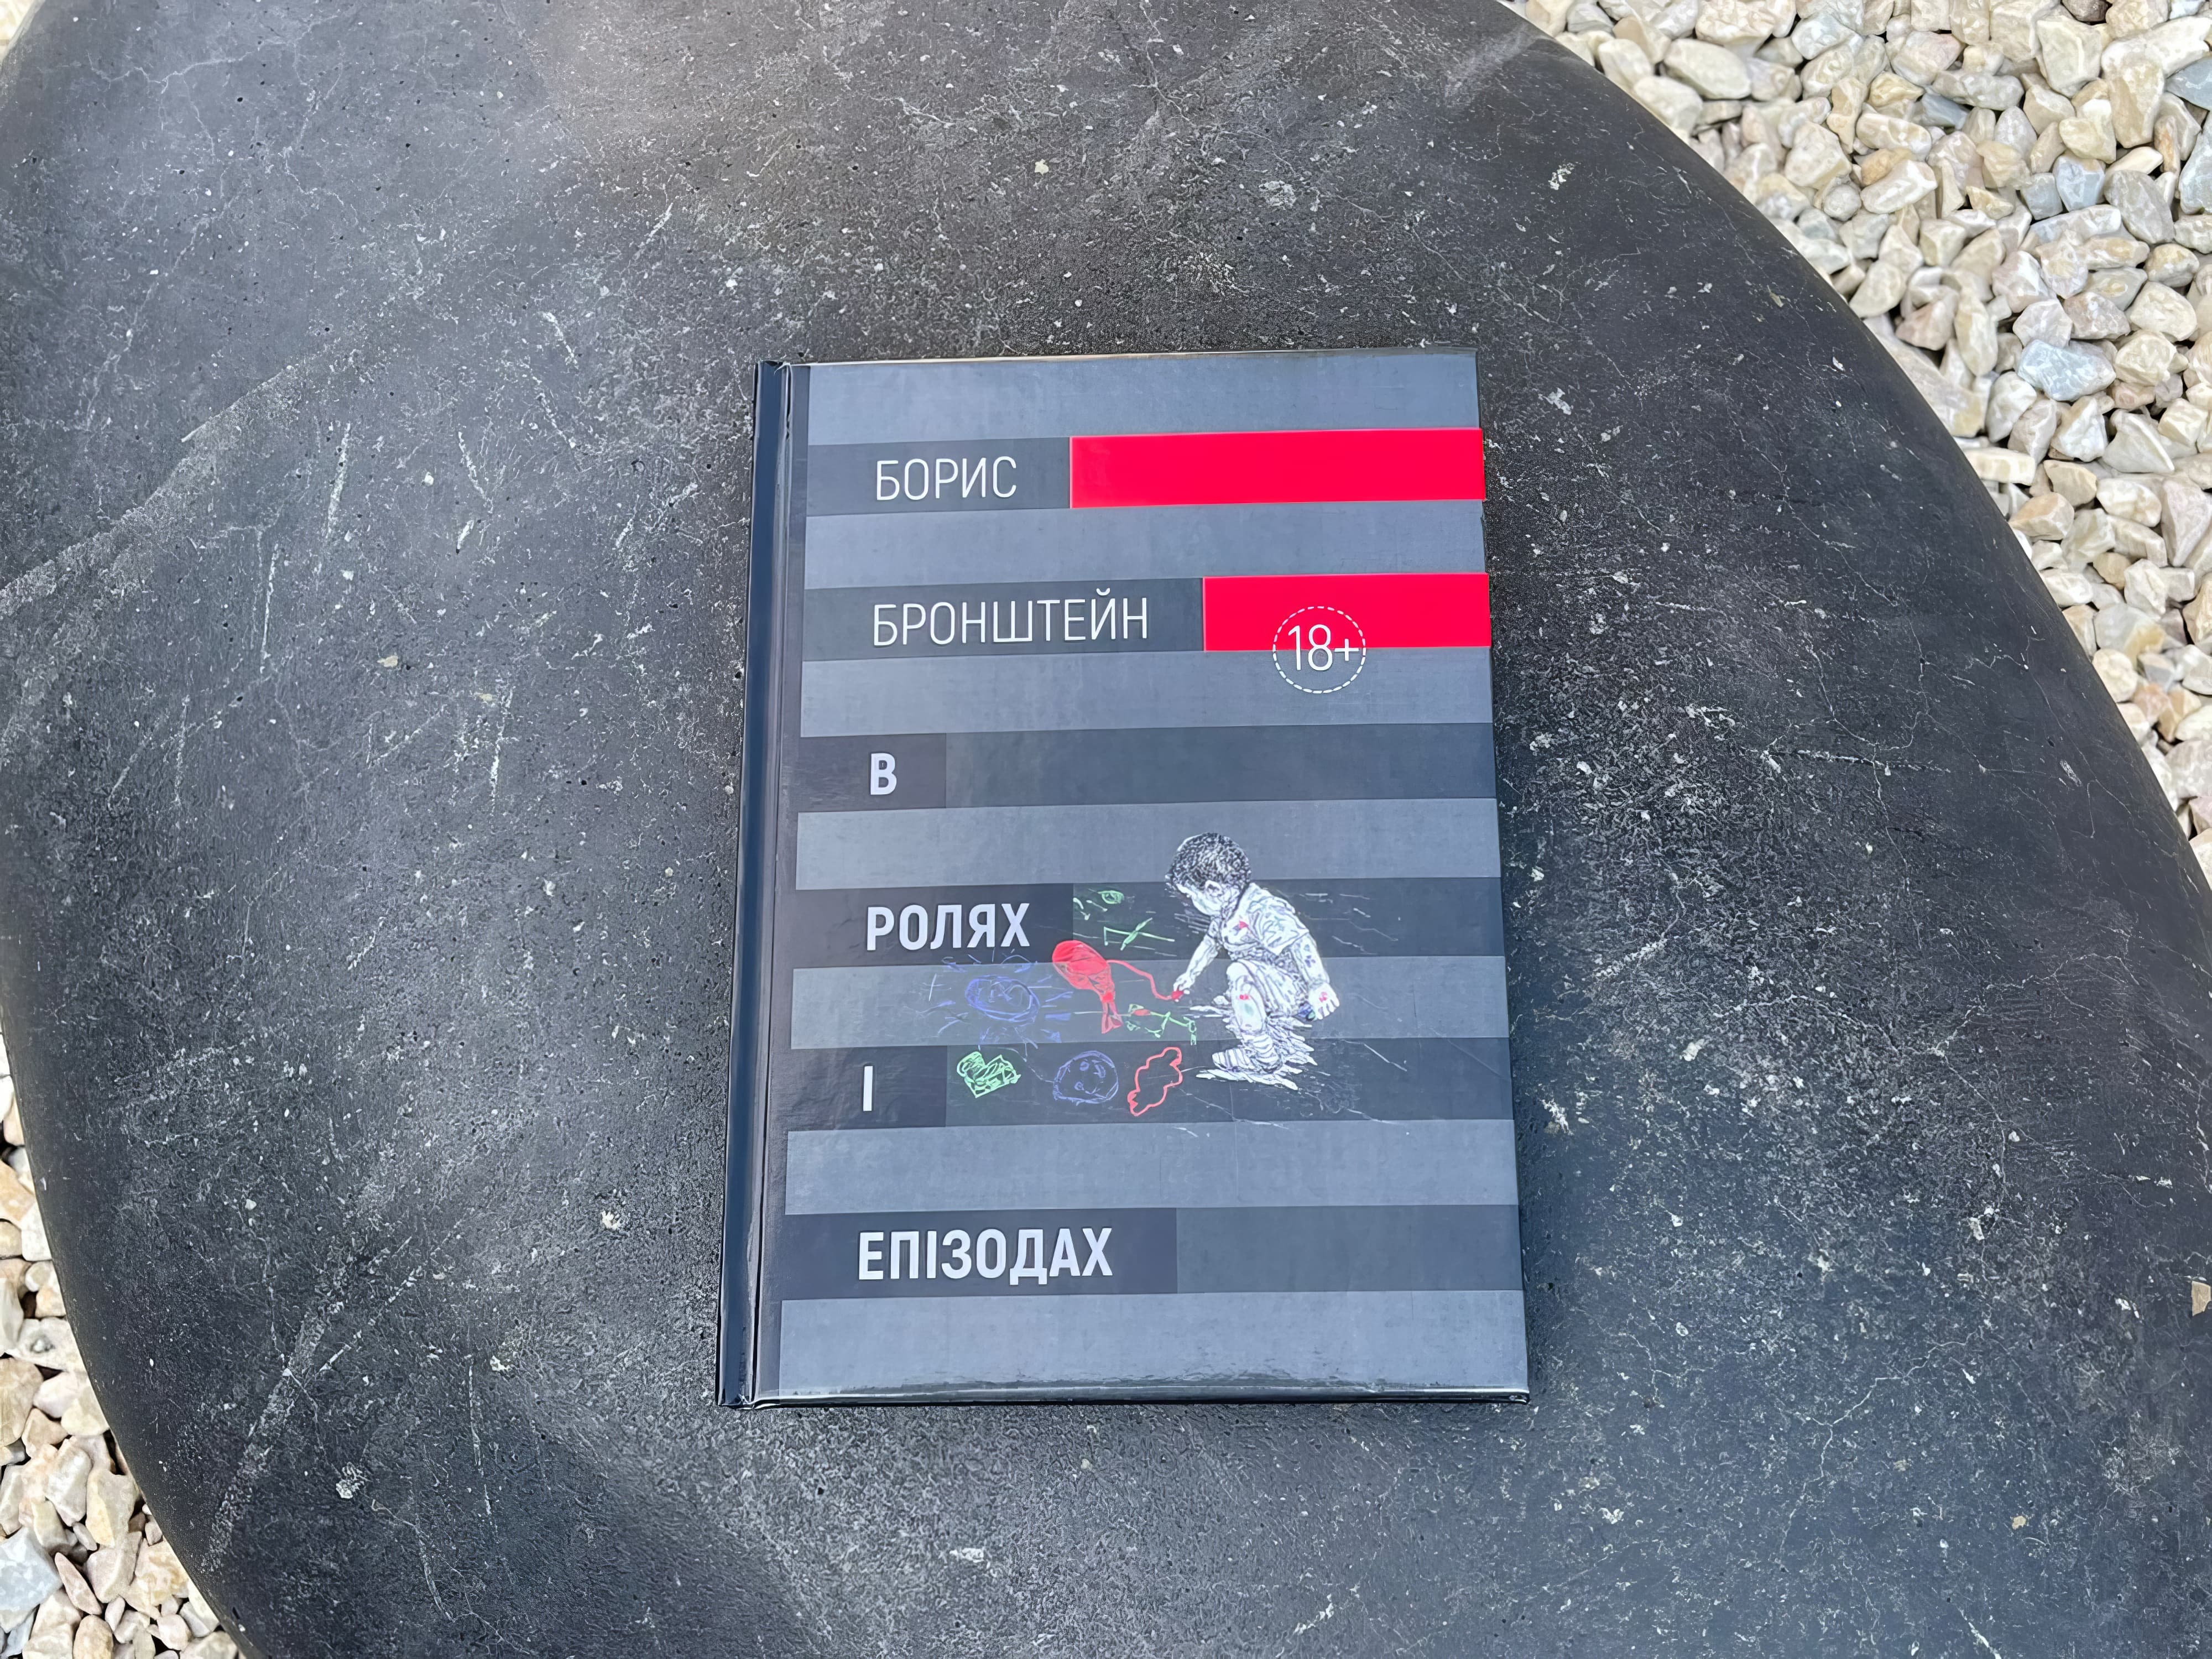 БОРИС
БРОНШТЕЙН
18+
В
РОЛЯХ
І
ЕПІЗОДАХ